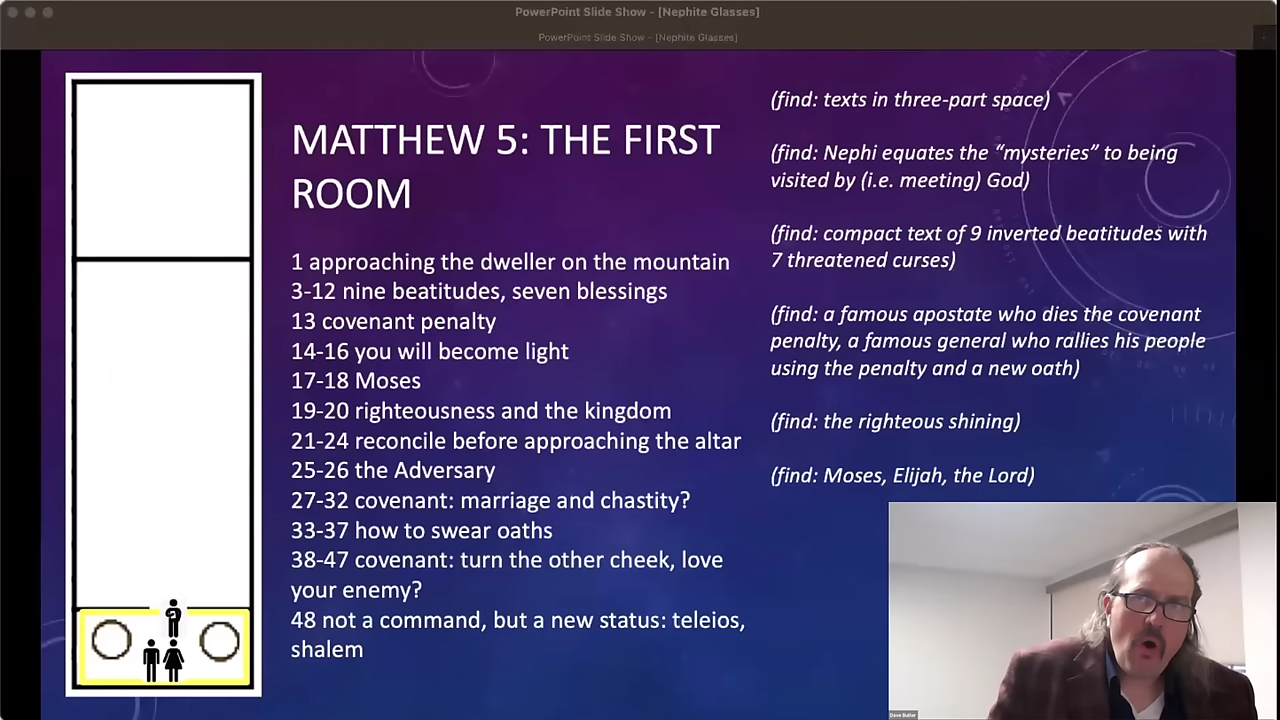 PowerPoint Slide Show - [Nephite Glasses]
PowerPoint Slide Show - [Nephite Glasses]
MATTHEW 5: THE FIRST
ROOM
1 approaching the dweller on the mountain
3-12 nine beatitudes, seven blessings
13 covenant penalty
14-16 you will become light
17-18 Moses
19-20 righteousness and the kingdom
21-24 reconcile before approaching the altar
25-26 the Adversary
27-32 covenant: marriage and chastity?
33-37 how to swear oaths
38-47 covenant: turn the other cheek, love
your enemy?
48 not a command, but a new status: teleios,
shalem
(find: texts in three-part space)
(find: Nephi equates the “mysteries” to being
visited by (i.e. meeting) God)
(find: compact text of 9 inverted beatitudes with
7 threatened curses)
(find: a famous apostate who dies the covenant
penalty, a famous general who rallies his people
using the penalty and a new oath)
(find: the righteous shining)
(find: Moses, Elijah, the Lord)
Dave Butler